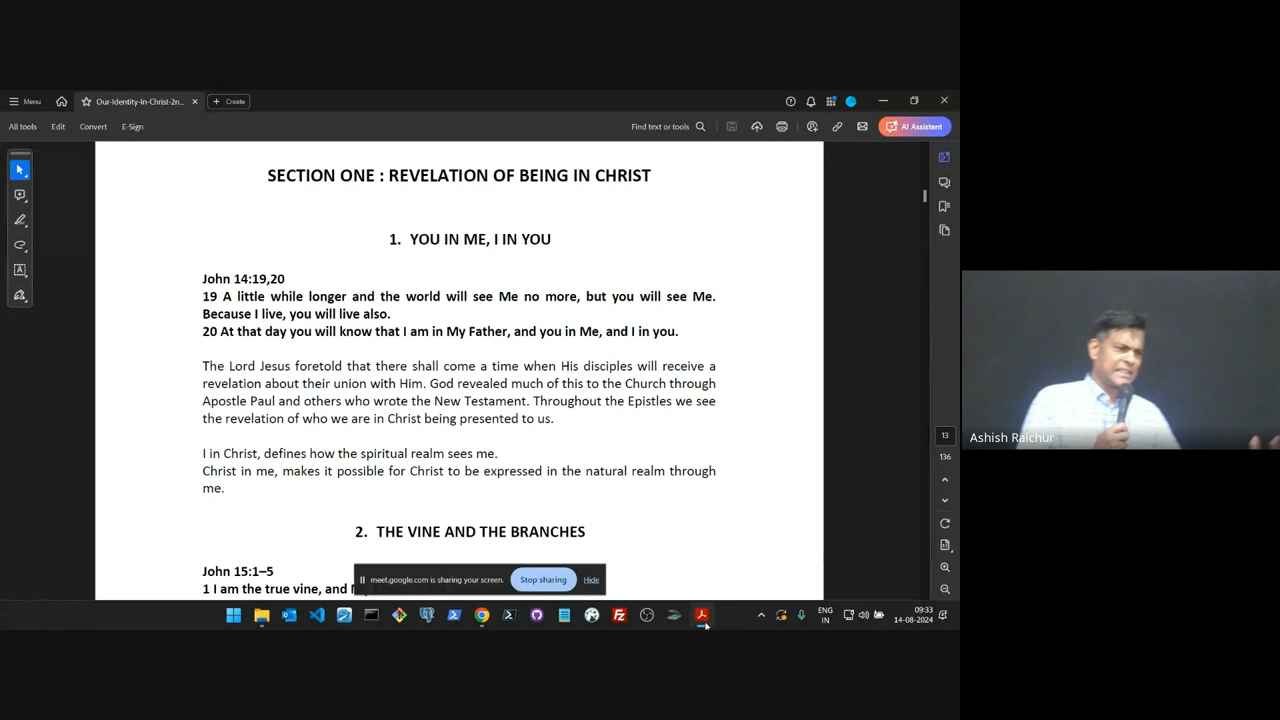 Menu
Our-Identity-In-Christ-2n...
Create
All tools
Edit
Convert
E-Sign
Find text or tools
AI Assistant
SECTION ONE : REVELATION OF BEING IN CHRIST
1. YOU IN ME, I IN YOU
John 14:19,20
19 A little while longer and the world will see Me no more, but you will see Me.
Because I live, you will live also.
20 At that day you will know that I am in My Father, and you in Me, and I in you.
The Lord Jesus foretold that there shall come a time when His disciples will receive a
revelation about their union with Him. God revealed much of this to the Church through
Apostle Paul and others who wrote the New Testament. Throughout the Epistles we see
the revelation of who we are in Christ being presented to us.
I in Christ, defines how the spiritual realm sees me.
Christ in me, makes it possible for Christ to be expressed in the natural realm through
me.
2. THE VINE AND THE BRANCHES
John 15:1–5
1 I am the true vine, and
meet.google.com is sharing your screen.
Stop sharing
Hide
13
136
Ashish Raichur
ENG
IN
09:33
14-08-2024